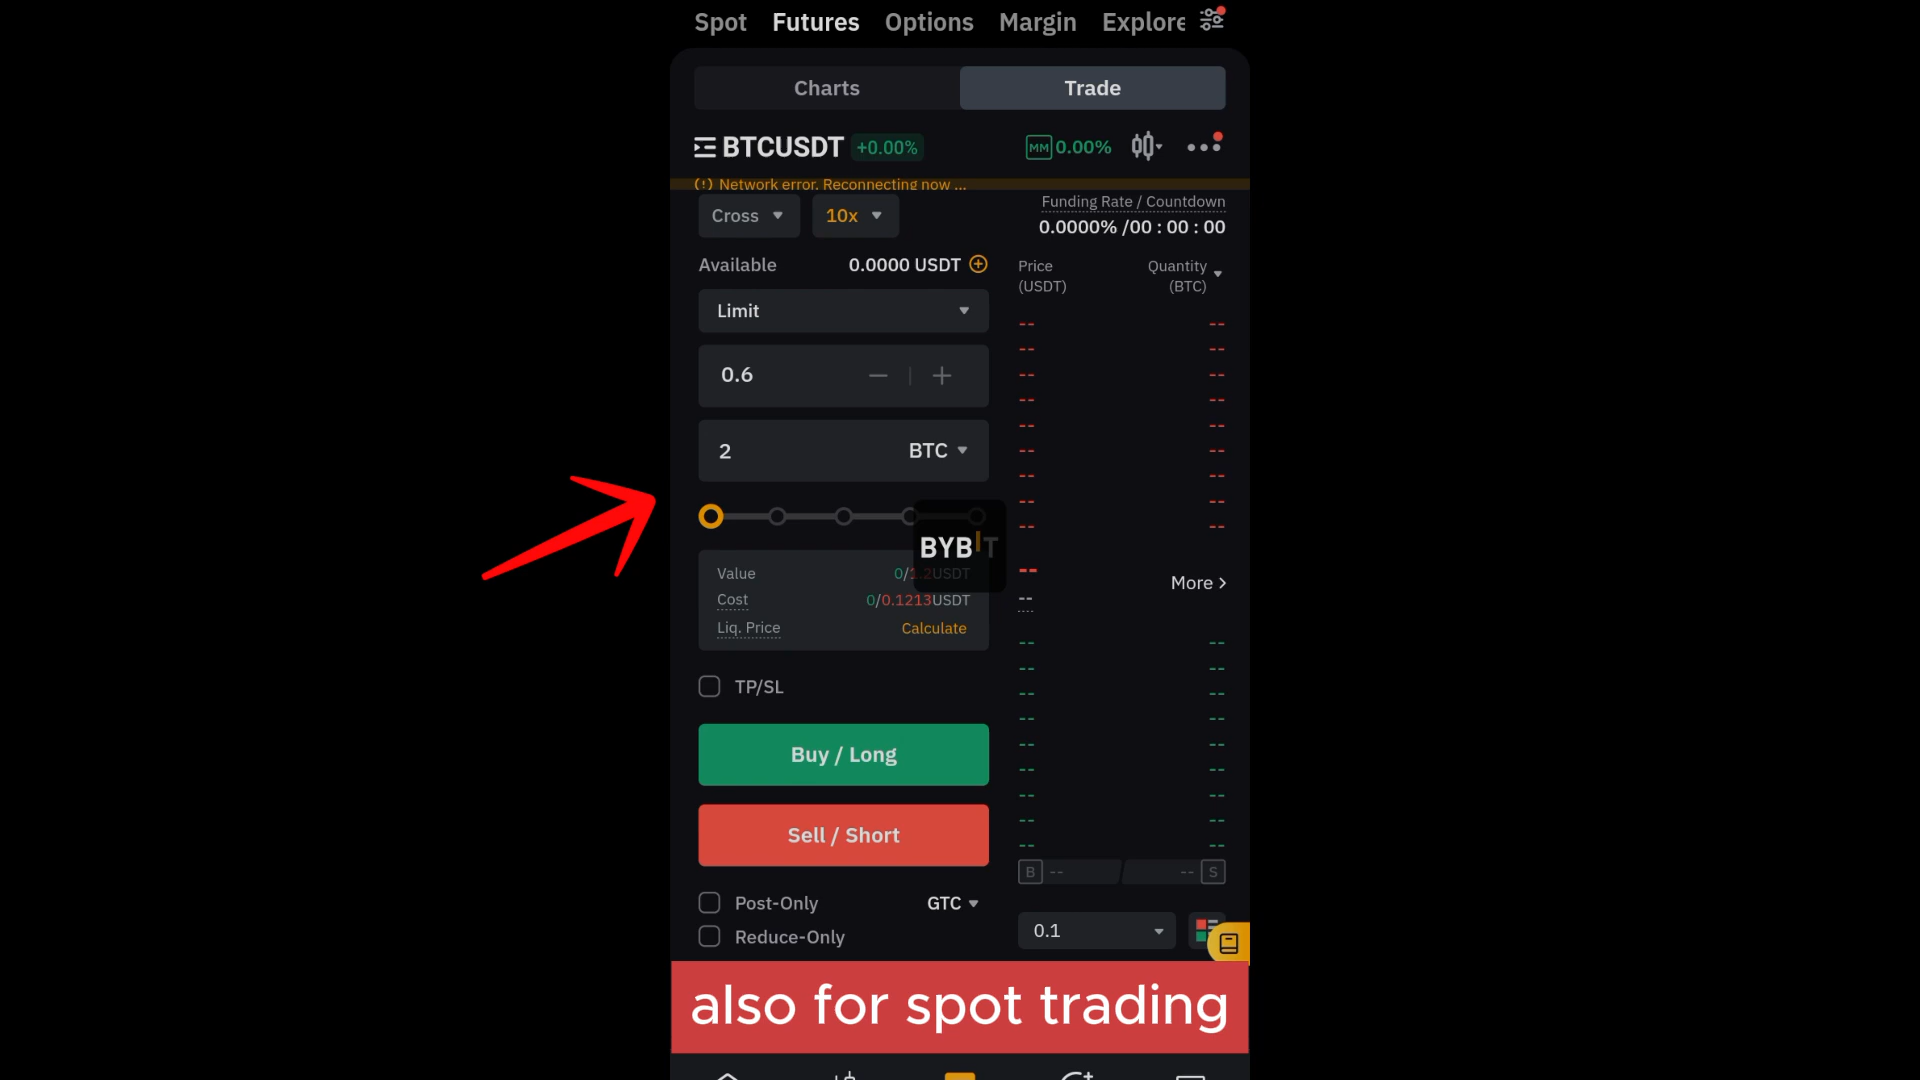 Spot Futures Options Margin Explore
Charts Trade
BTCUSDT +0.00% MM 0.00%
(!) Network error. Reconnecting now ...
Cross 10x
Funding Rate / Countdown
0.0000% /00 : 00 : 00
Available 0.0000 USDT
Price (USDT)
Quantity (BTC)
Limit
0.6
2 BTC
BYBIT
Value 0/1.2USDT
Cost 0/0.1213USDT
Liq. Price Calculate
--
--
More >
TP/SL
Buy / Long
Sell / Short
B -- -- S
Post-Only GTC
Reduce-Only
0.1
also for spot trading